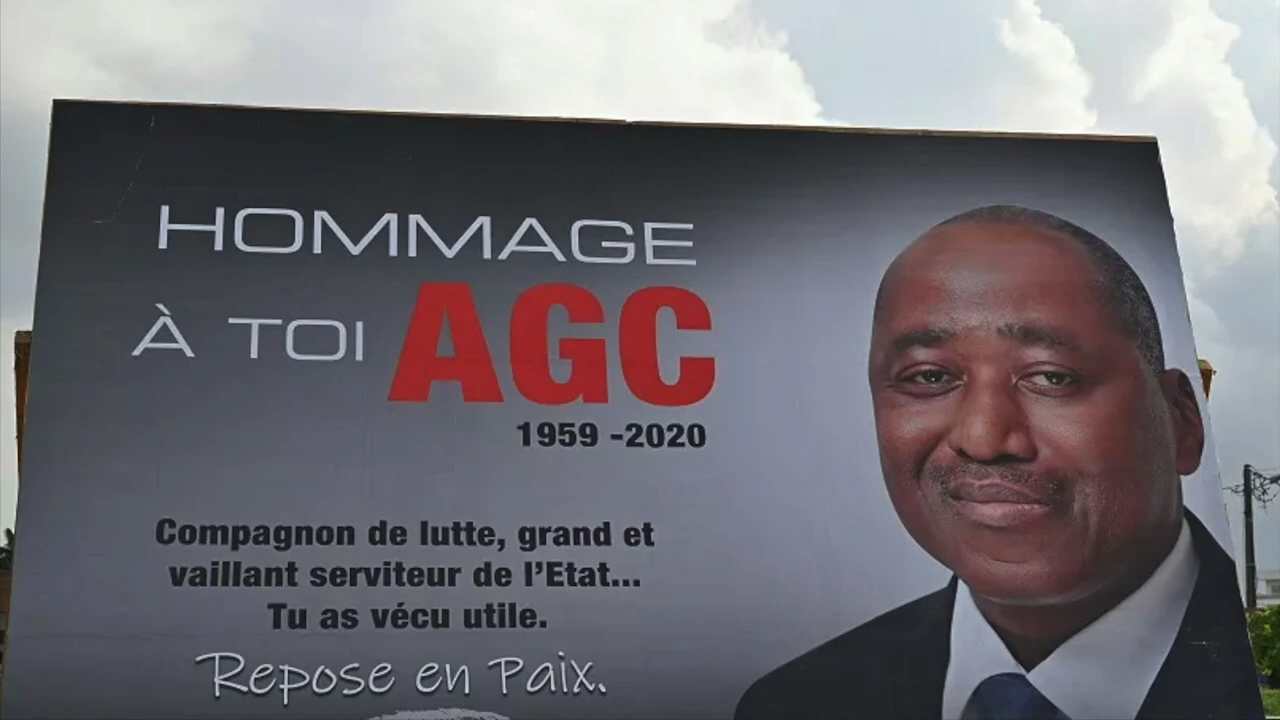 HOMMAGE
À TOI AGC
1959 -2020
Compagnon de lutte, grand et
vaillant serviteur de l'Etat...
Tu as vécu utile.
Repose en Paix.